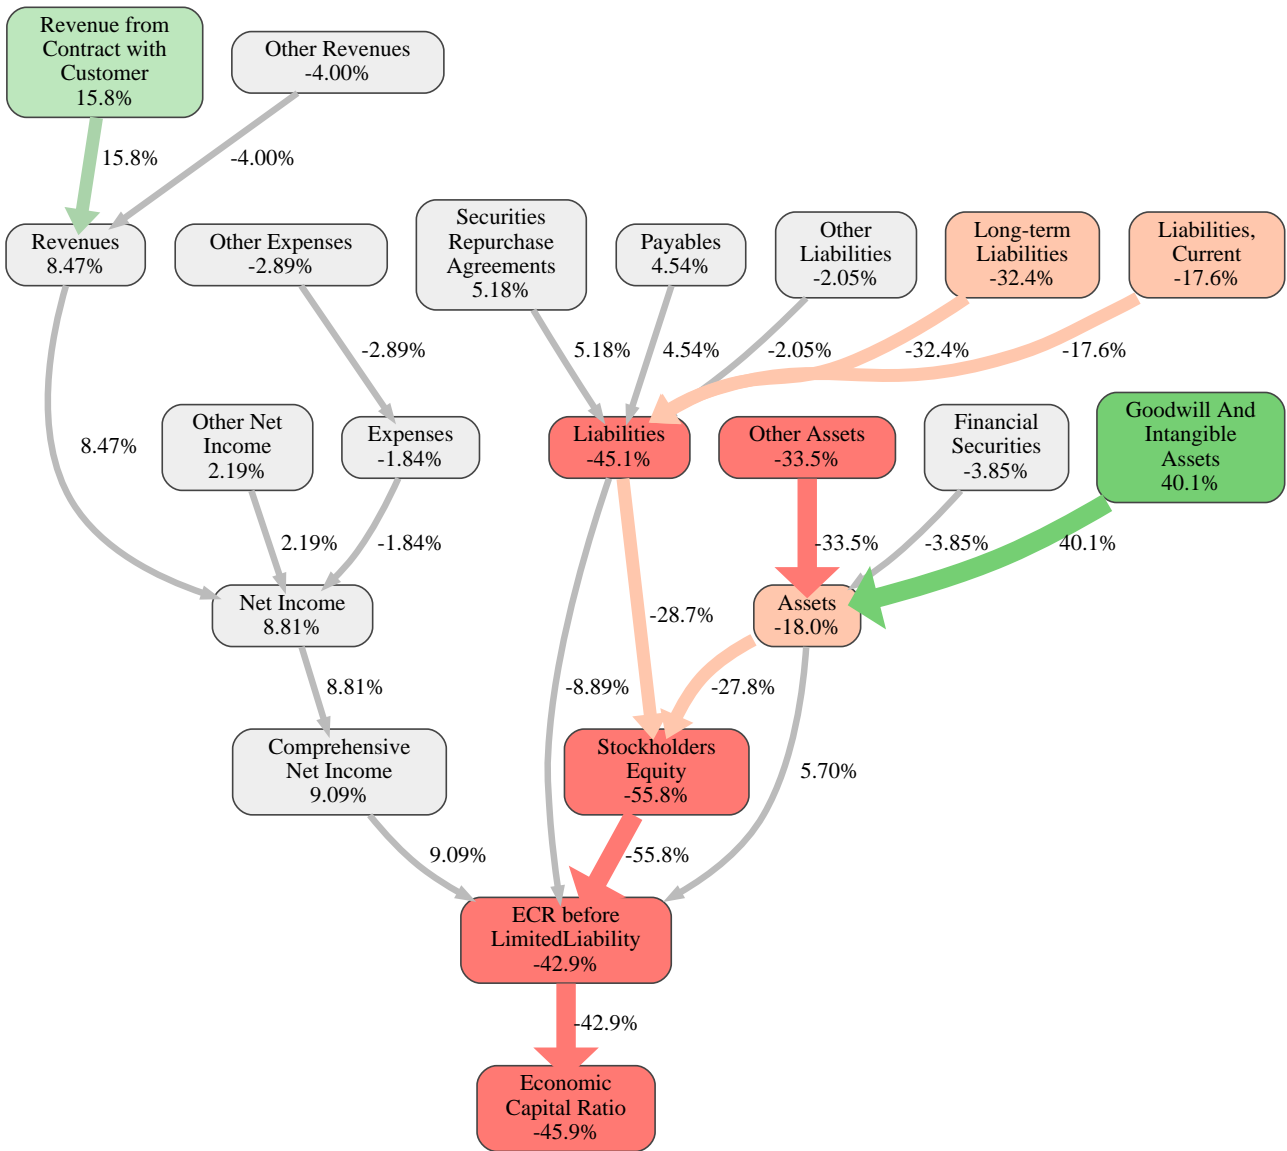 Revenue from
Contract with
Customer
15.8%
Other Revenues
-4.00%
15.8%
-4.00%
Revenues
8.47%
Other Expenses
-2.89%
Securities
Repurchase
Agreements
5.18%
Payables
4.54%
Other
Liabilities
-2.05%
Long-term
Liabilities
-32.4%
Liabilities,
Current
-17.6%
-2.89%
5.18%
4.54%
-2.05%
-32.4%
-17.6%
8.47%
Other Net
Income
2.19%
Expenses
-1.84%
Liabilities
-45.1%
Other Assets
-33.5%
Financial
Securities
-3.85%
Goodwill And
Intangible
Assets
40.1%
2.19%
-1.84%
-33.5%
-3.85%
40.1%
Net Income
8.81%
-28.7%
Assets
-18.0%
8.81%
-8.89%
-27.8%
Comprehensive
Net Income
9.09%
Stockholders
Equity
-55.8%
5.70%
9.09%
-55.8%
ECR before
LimitedLiability
-42.9%
-42.9%
Economic
Capital Ratio
-45.9%